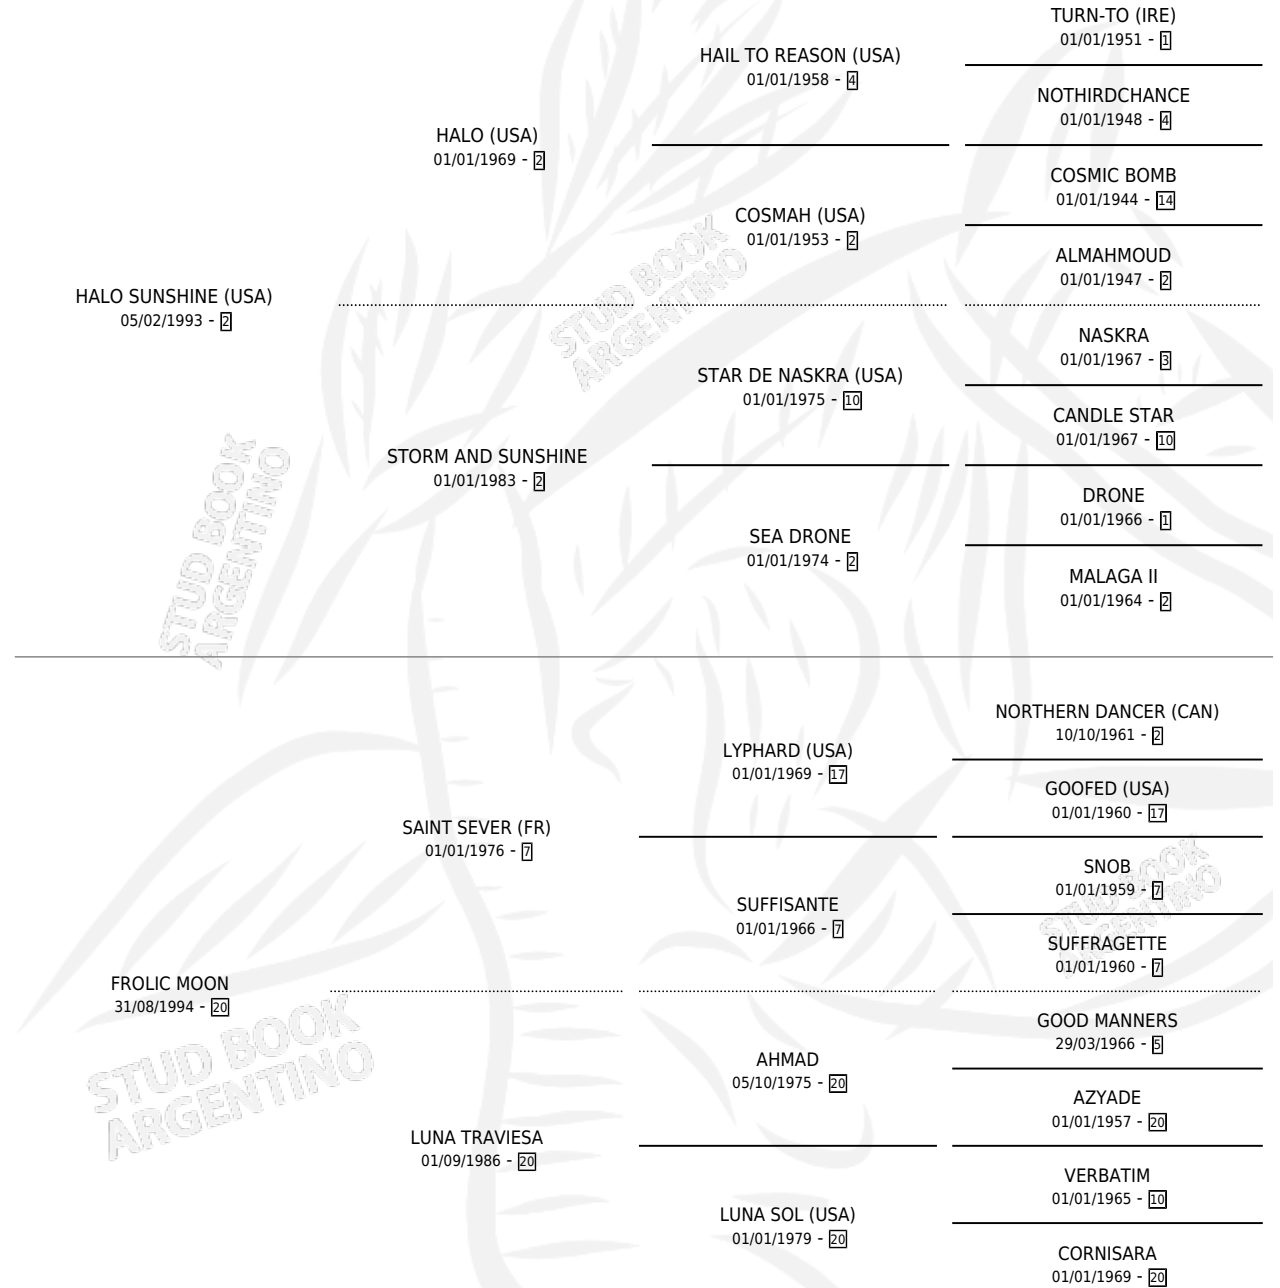 TURN-TO (IRE)
01/01/1951 - 1
HAIL TO REASON (USA)
01/01/1958 - 4
NOTHIRDCHANCE
01/01/1948 - 4
HALO (USA)
01/01/1969 - 2
COSMIC BOMB
01/01/1944 - 14
COSMAH (USA)
01/01/1953 - 2
ALMAHMOUD
01/01/1947 - 2
HALO SUNSHINE (USA)
05/02/1993 - 2
NASKRA
01/01/1967 - 3
STAR DE NASKRA (USA)
01/01/1975 - 10
CANDLE STAR
01/01/1967 - 10
STORM AND SUNSHINE
01/01/1983 - 2
DRONE
01/01/1966 - 1
SEA DRONE
01/01/1974 - 2
MALAGA II
01/01/1964 - 2
NORTHERN DANCER (CAN)
10/10/1961 - 2
LYPHARD (USA)
01/01/1969 - 17
GOOFED (USA)
01/01/1960 - 17
SAINT SEVER (FR)
01/01/1976 - 7
SNOB
01/01/1959 - 7
SUFFISANTE
01/01/1966 - 7
SUFFRAGETTE
01/01/1960 - 7
FROLIC MOON
31/08/1994 - 20
GOOD MANNERS
29/03/1966 - 5
AHMAD
05/10/1975 - 20
AZYADE
01/01/1957 - 20
LUNA TRAVIESA
01/09/1986 - 20
VERBATIM
01/01/1965 - 10
LUNA SOL (USA)
01/01/1979 - 20
CORNISARA
01/01/1969 - 20
STUD BOOK
ARGENTINO
STUD BOOK
ARGENTINO
STUD BOOK
ARGENTINO
STUD BOOK
ARGENTINO